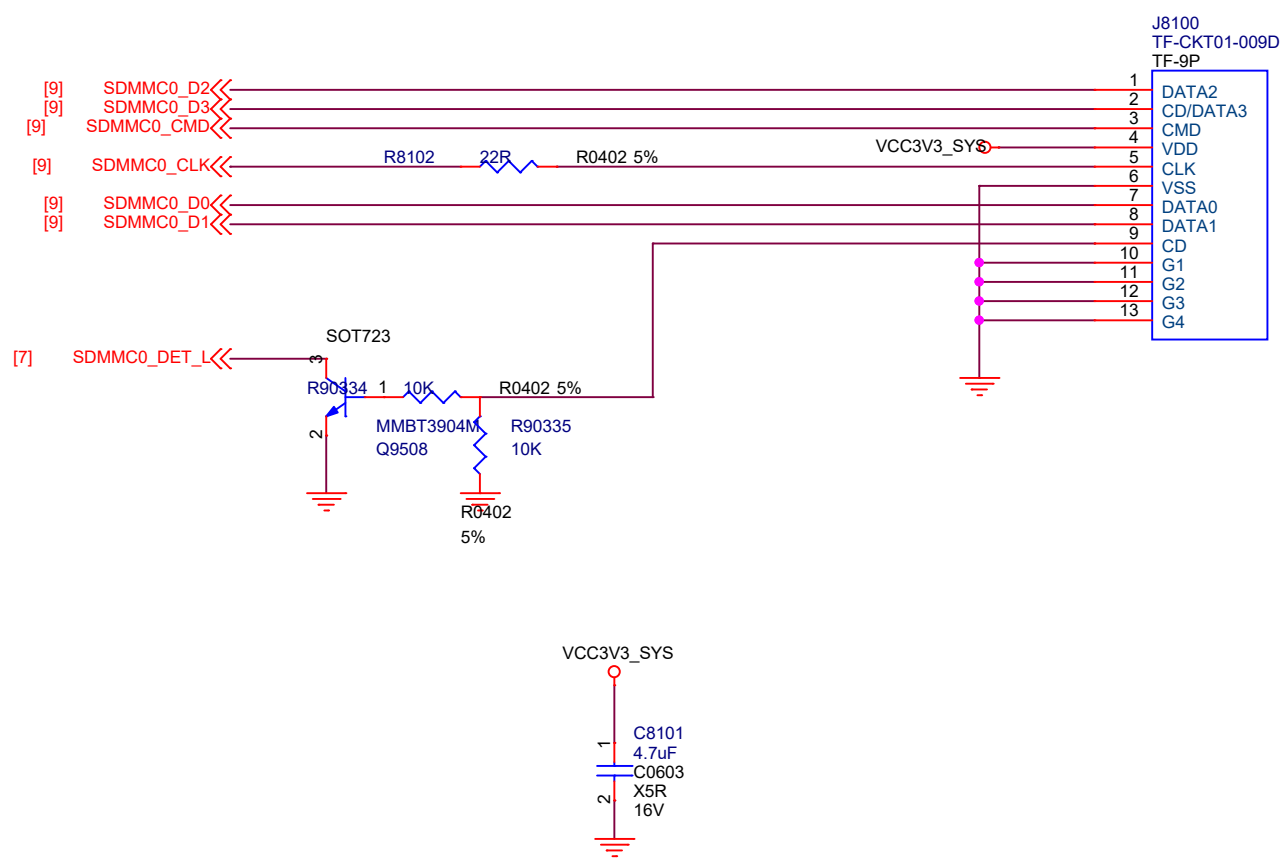 J8100
TF-CKT01-009D
TF-9P
[9] SDMMC0_D2 1 DATA2
[9] SDMMC0_D3 2 CD/DATA3
[9] SDMMC0_CMD 3 CMD
VCC3V3_SYS 4 VDD
[9] SDMMC0_CLK R8102 22R R0402 5% 5 CLK
6 VSS
[9] SDMMC0_D0 7 DATA0
[9] SDMMC0_D1 8 DATA1
9 CD
10 G1
11 G2
12 G3
13 G4
SOT723
[7] SDMMC0_DET_L 3
R90334 1 10K R0402 5%
MMBT3904M R90335
2 Q9508 10K
R0402
5%
VCC3V3_SYS
C8101
1 4.7uF
C0603
X5R
2 16V